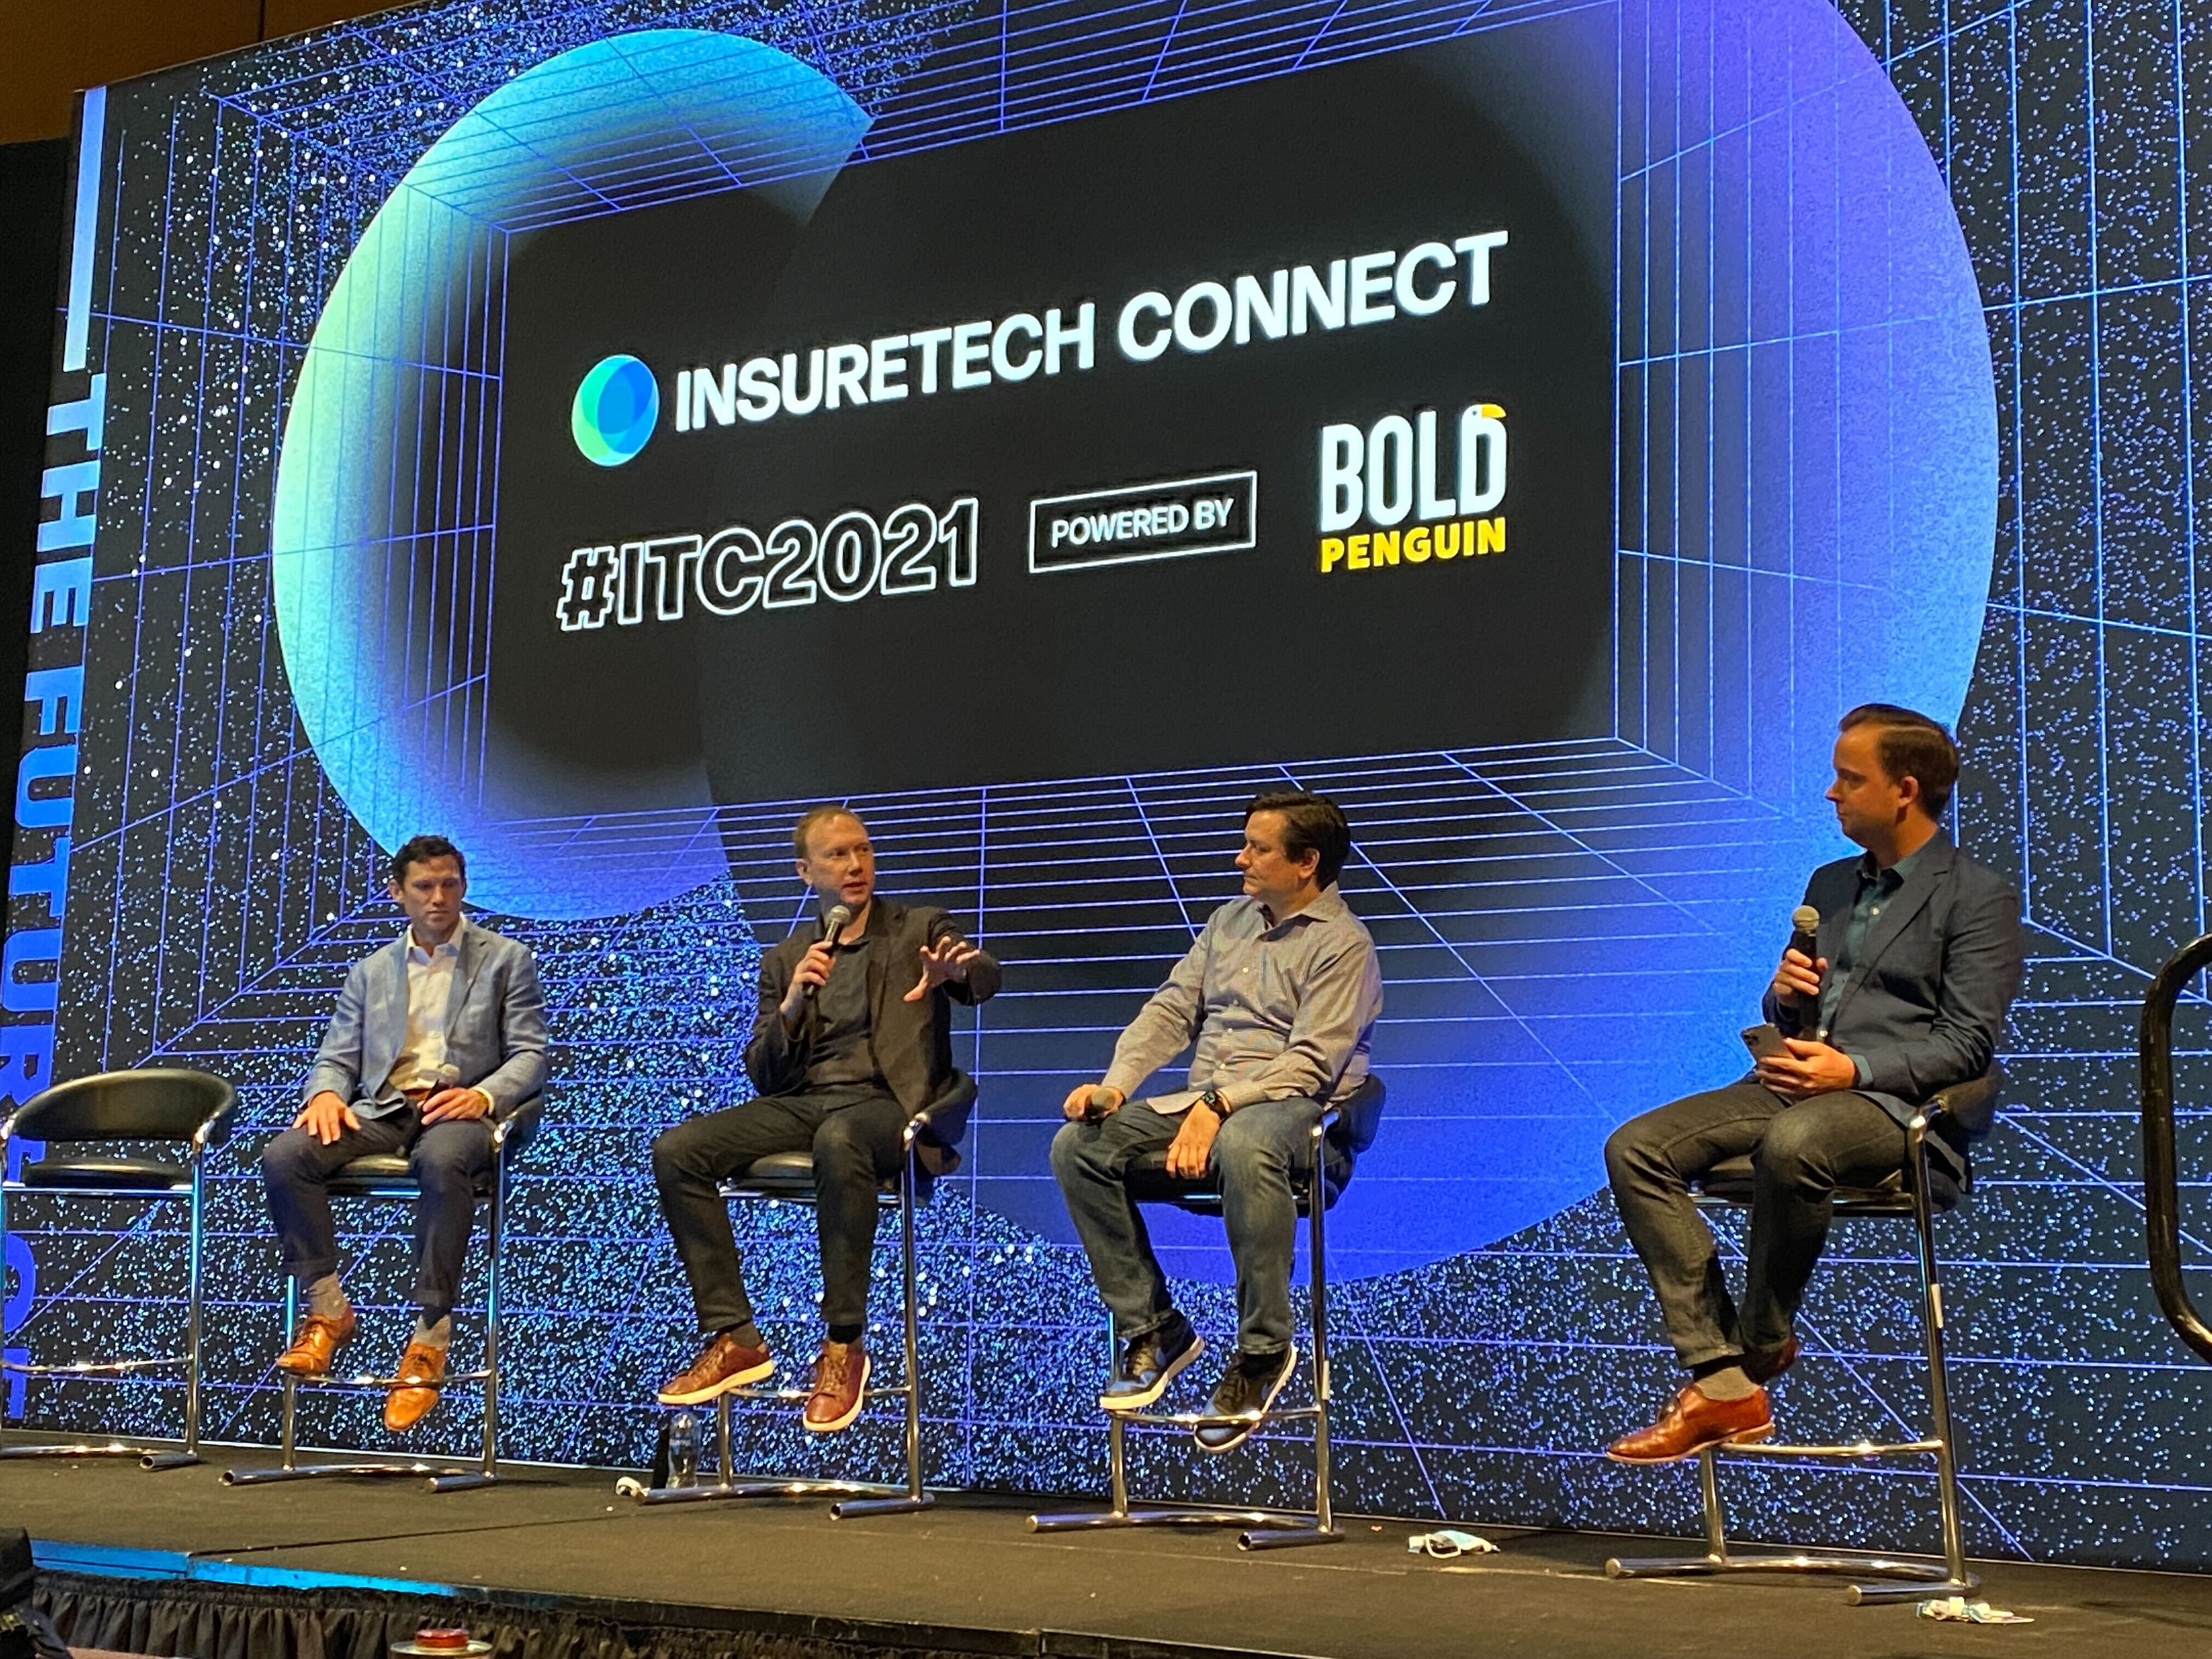 INSURETECH CONNECT
#ITC2021
POWERED BY
BOLD
PENGUIN
THE FUTURE OF